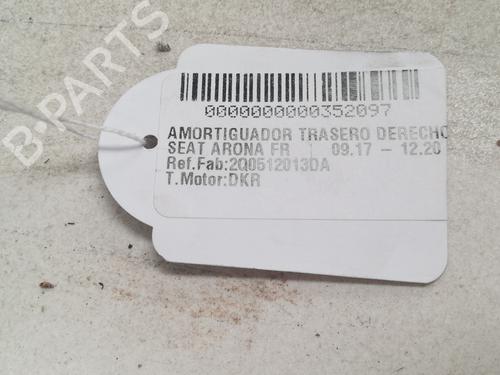 B-PARTS
0000000000352097
AMORTIGUADOR TRASERO DERECHO
SEAT ARONA FR | 09.17 - 12.20
Ref.Fab:2Q0512013DA
T.Motor:DKR